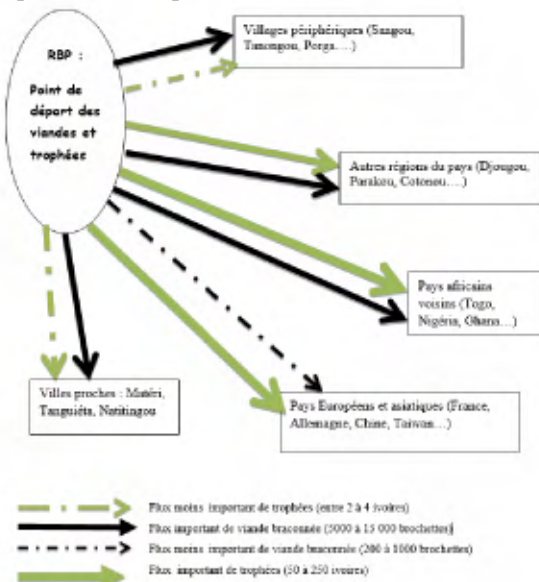 RBP :
Point de
départ des
viandes et
trophées
Villages périphériques (Saagou,
Tanongou, Porga….)
Autres régions du pays (Djougou,
Parakou, Cotonou….)
Pays africains
voisins (Togo,
Nigéria, Ghana…)
Pays Européens et asiatiques (France,
Allemagne, Chine, Taiwan…)
Villes proches : Matéri,
Tanguiéta, Natitingou
Flux moins important de trophées (entre 2 à 4 ivoires)
Flux important de viande braconnée (5000 à 15 000 brochettes)
Flux moins important de viande braconnée (200 à 1000 brochettes)
Flux important de trophées (50 à 250 ivoires)